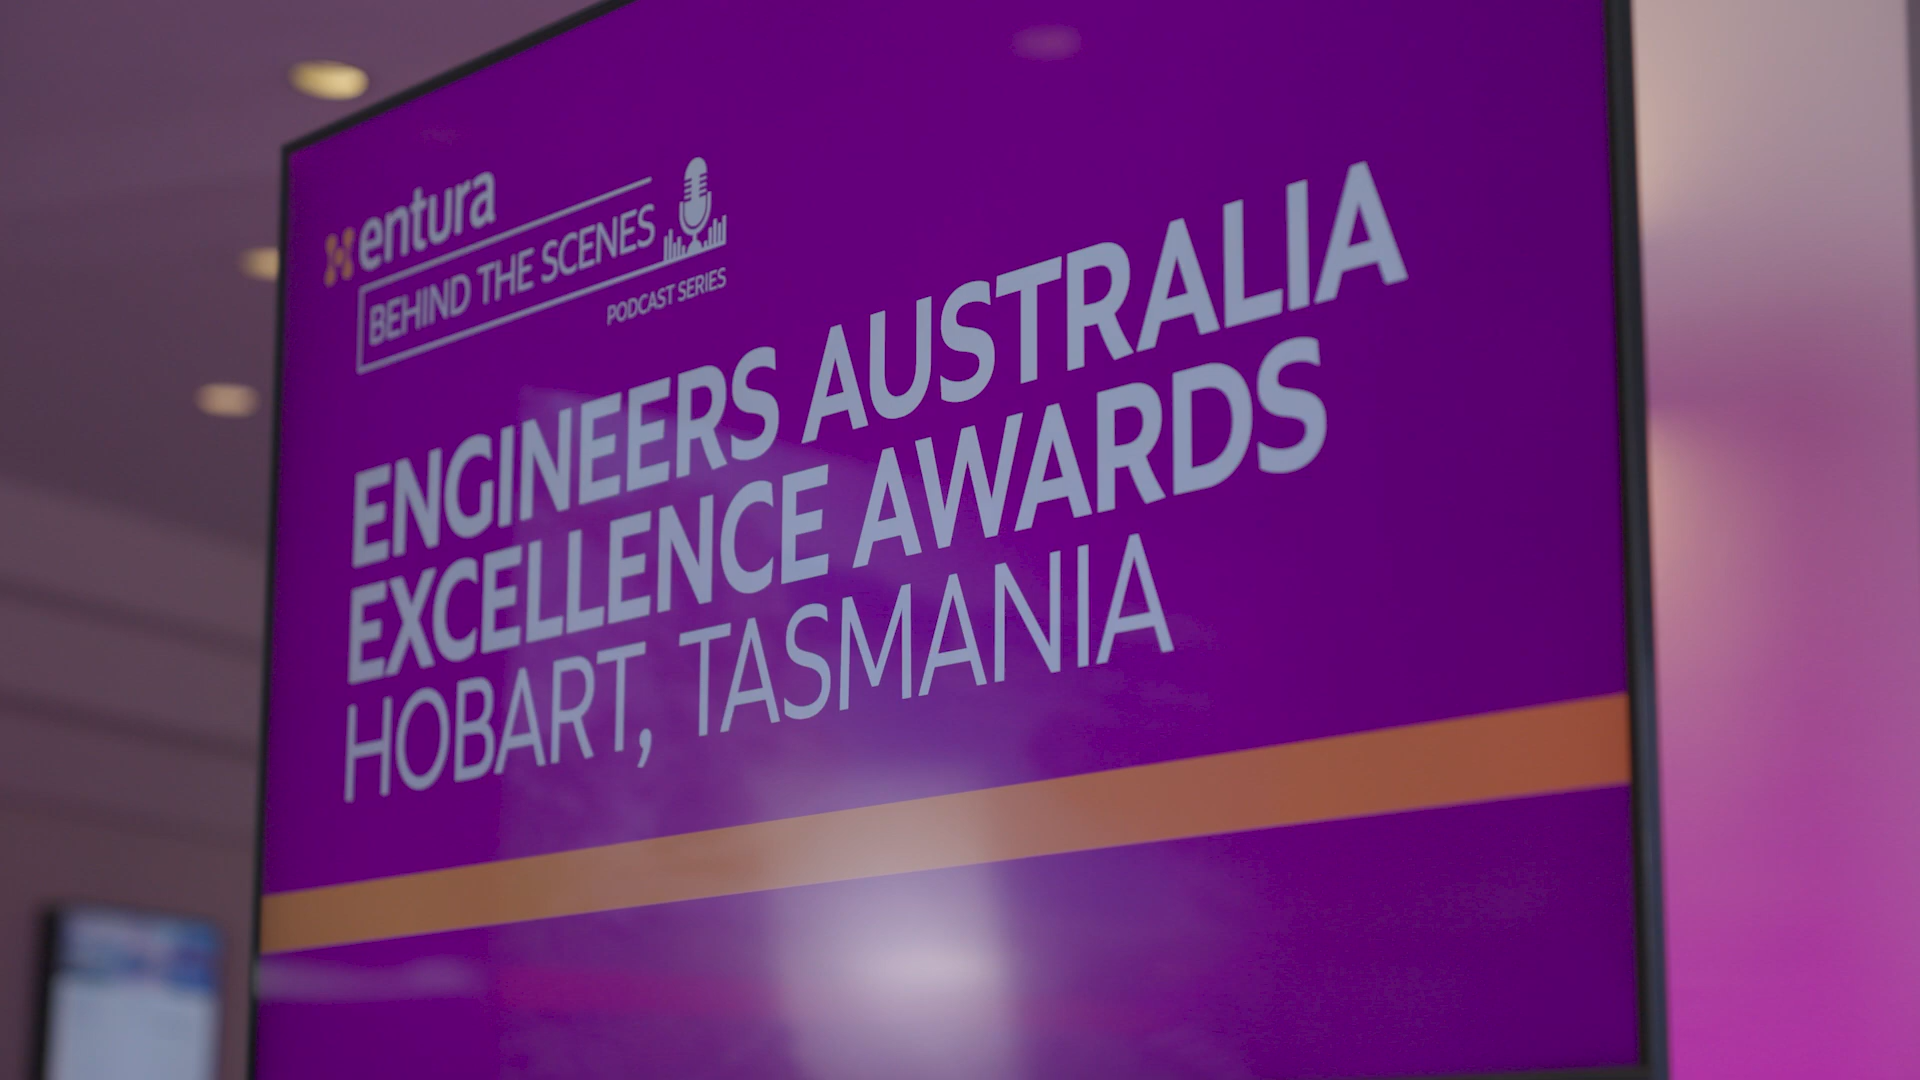 entura
BEHIND THE SCENES
PODCAST SERIES
ENGINEERS AUSTRALIA
EXCELLENCE AWARDS
HOBART, TASMANIA